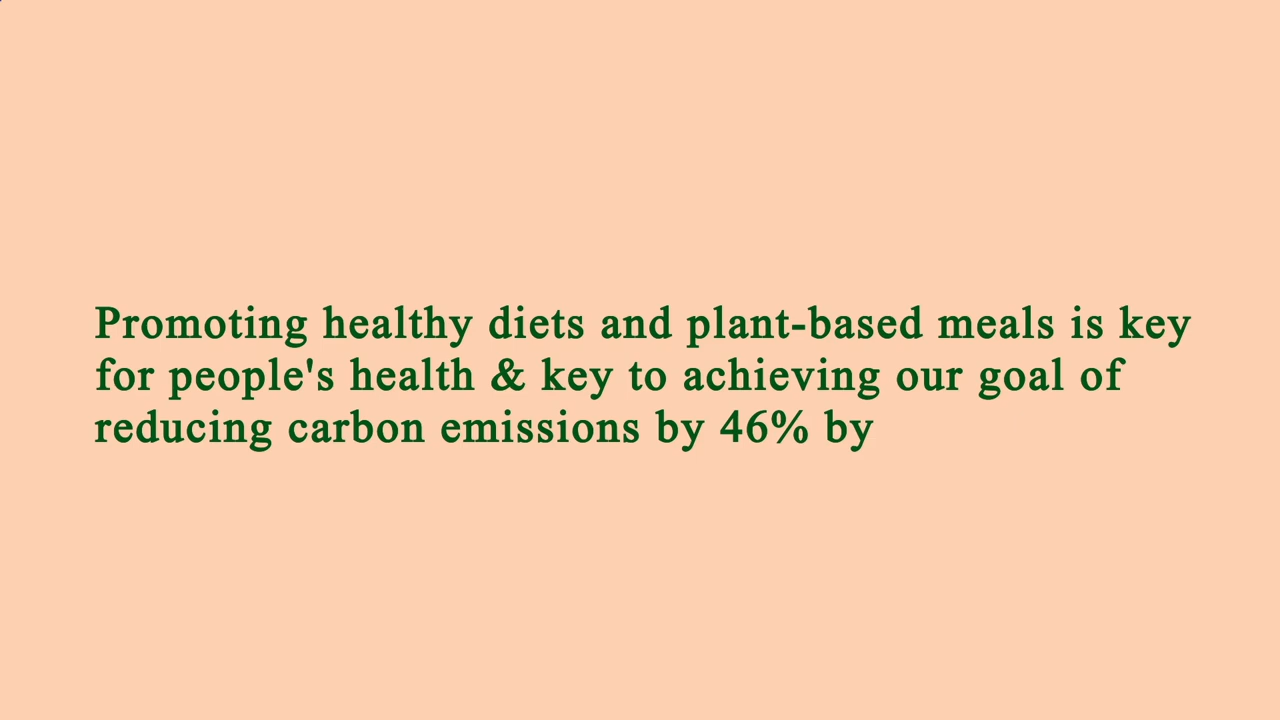 Promoting healthy diets and plant-based meals is key
for people's health & key to achieving our goal of
reducing carbon emissions by 46% by